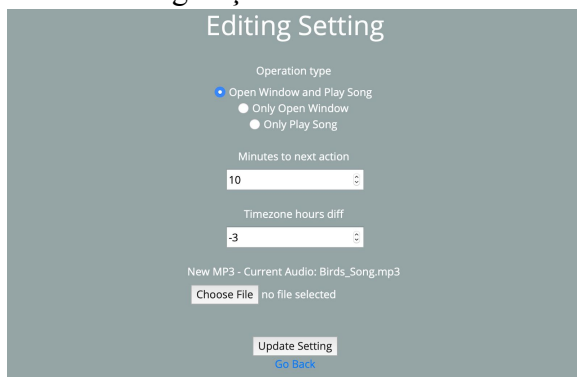 Editing Setting
Operation type
Open Window and Play Song
Only Open Window
Only Play Song
Minutes to next action
10
Timezone hours diff
-3
New MP3 - Current Audio: Birds_Song.mp3
Choose File no file selected
Update Setting
Go Back